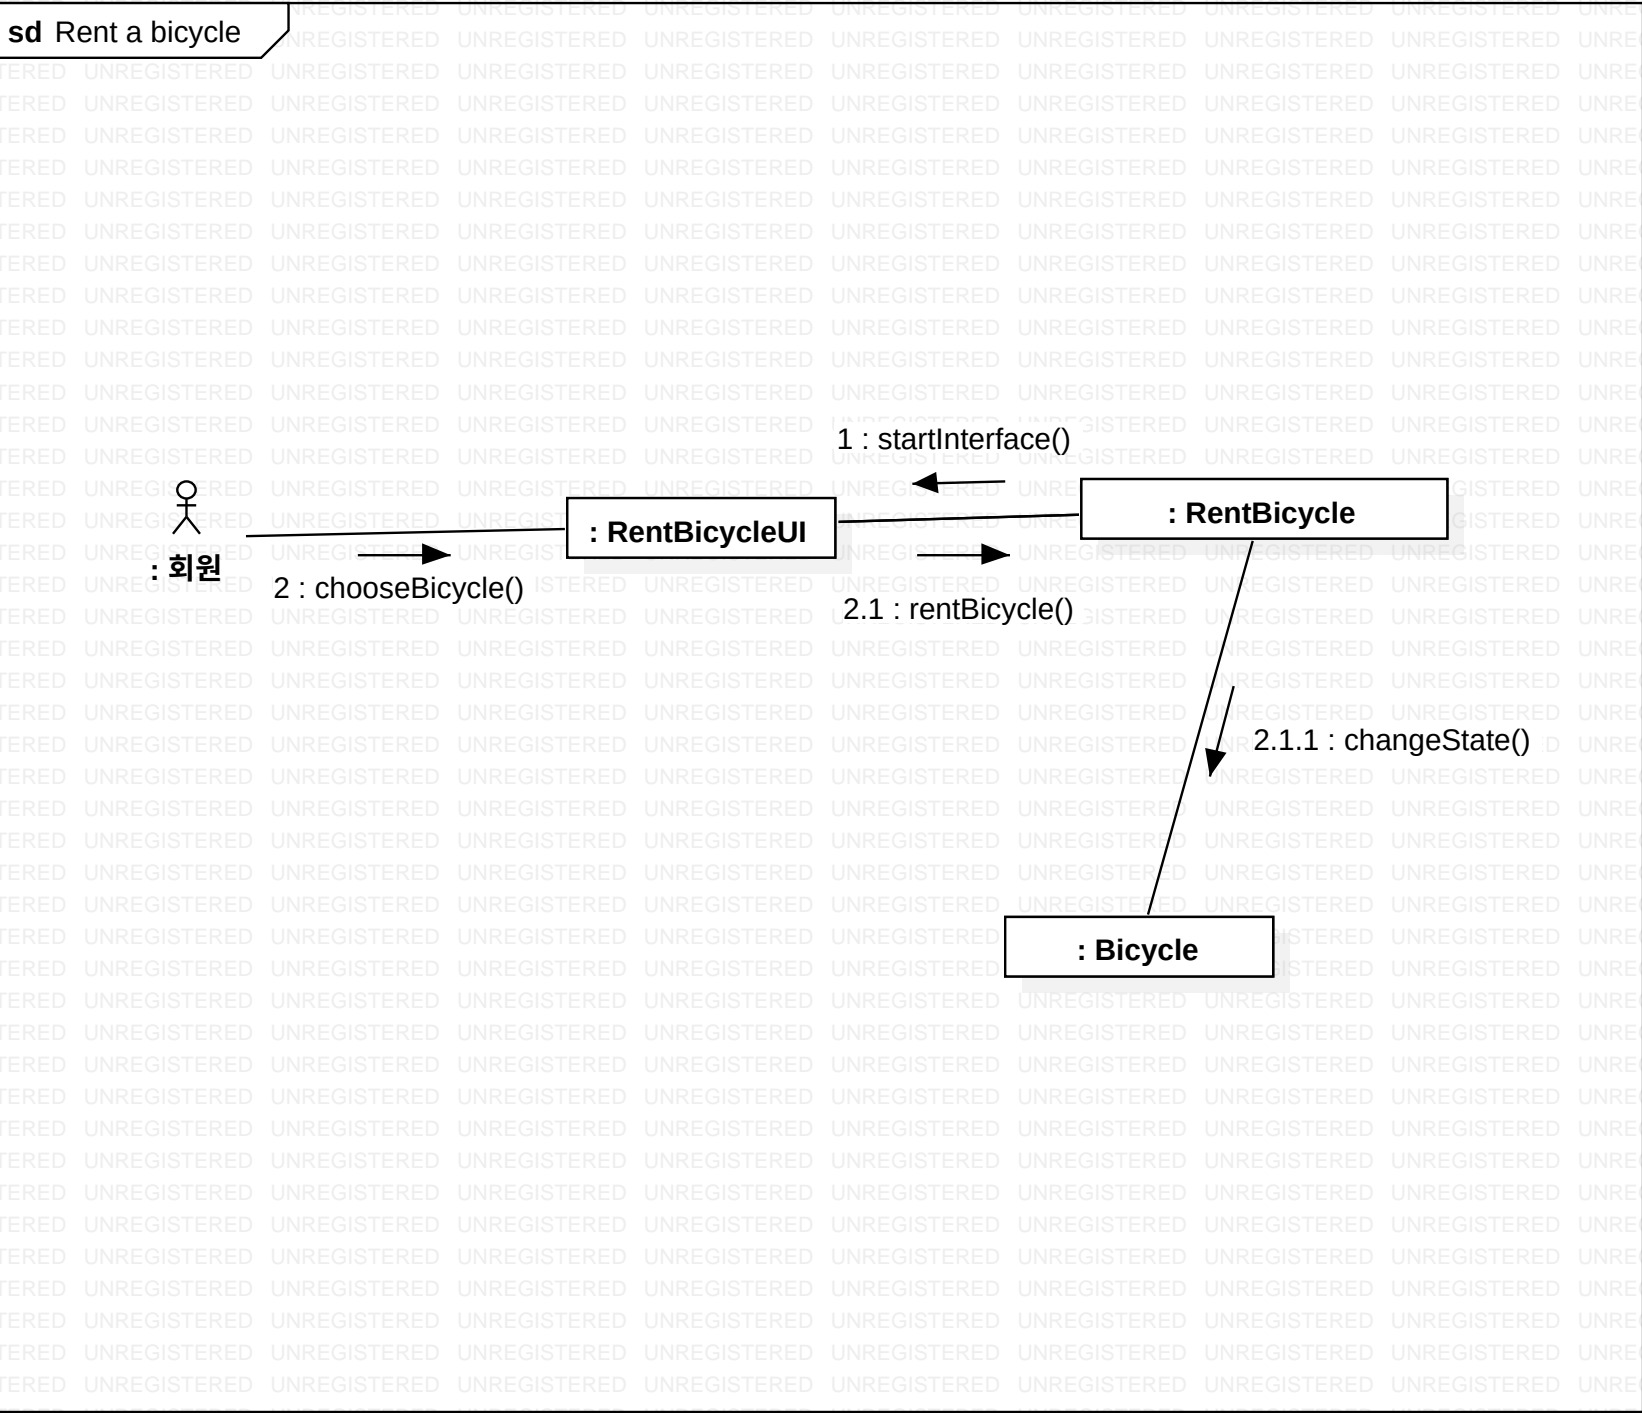 sd Rent a bicycle
1 : startInterface()
: RentBicycle
: RentBicycleUI
: 회원
2 : chooseBicycle()
2.1 : rentBicycle()
2.1.1 : changeState()
: Bicycle
UNREGISTERED